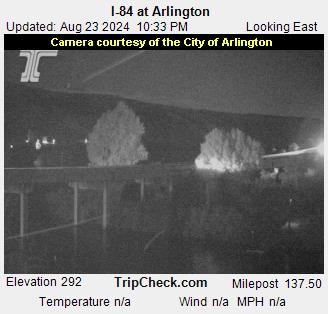 I-84 at Arlington
Updated: Aug 23 2024 10:33 PM Looking East
Camera courtesy of the City of Arlington
Elevation 292 TripCheck.com Milepost 137.50
Temperature n/a Wind n/a MPH n/a